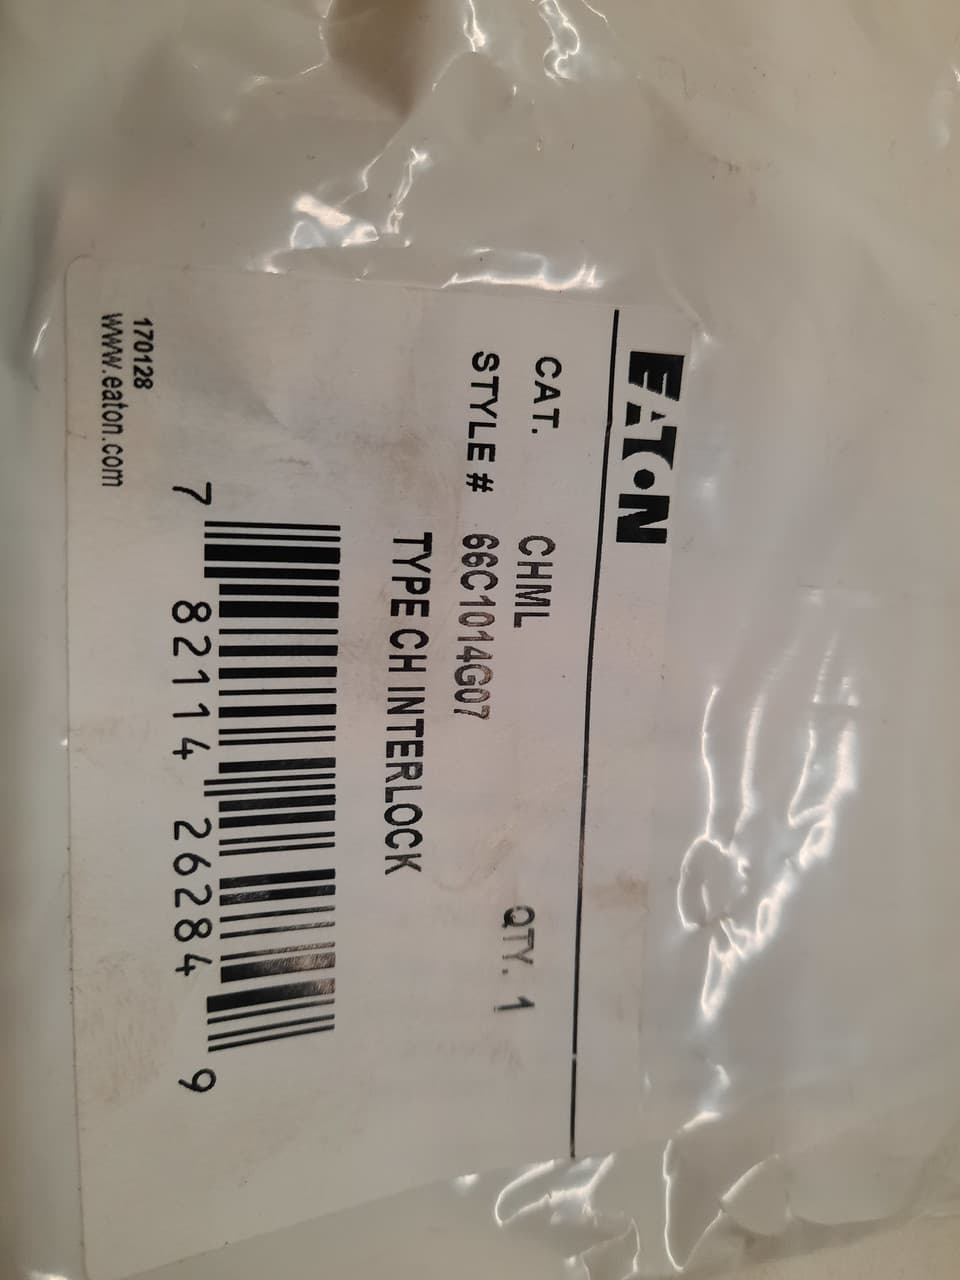 EATON
CAT. CHML QTY. 1
STYLE # 66C1014G07
TYPE CH INTERLOCK
7 82114 26284 9
170128
www.eaton.com